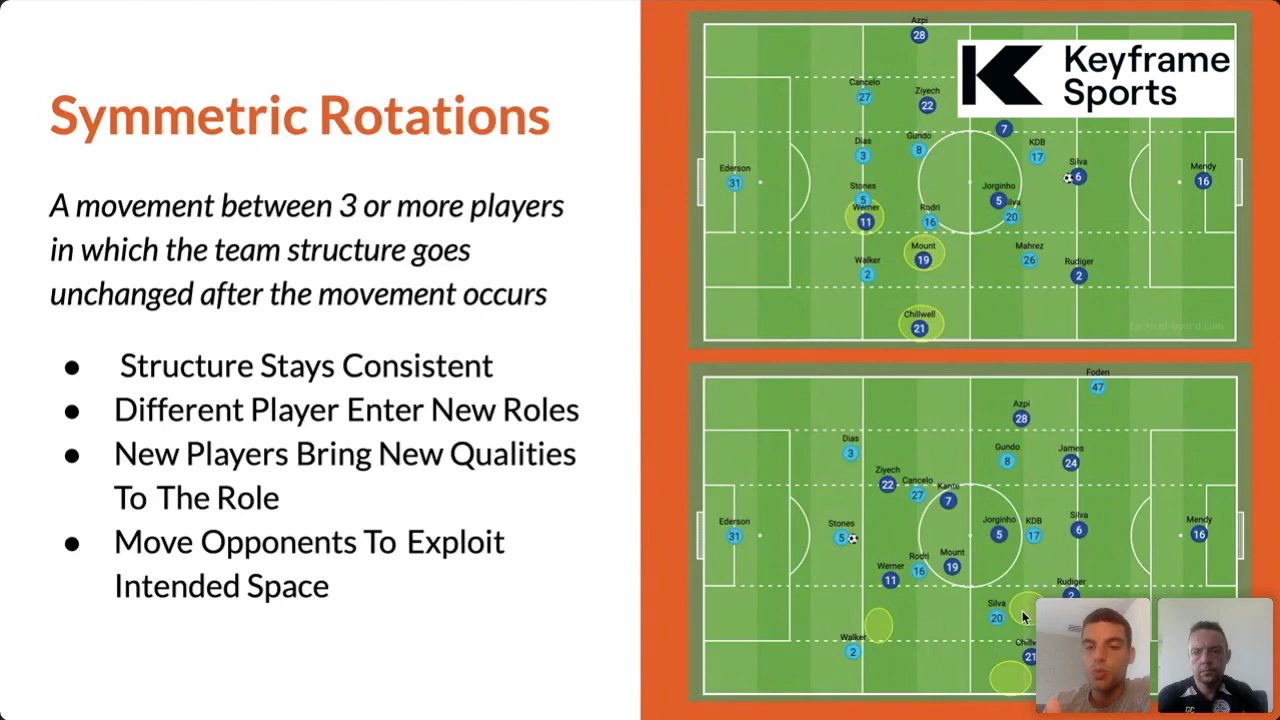 Symmetric Rotations
A movement between 3 or more players
in which the team structure goes
unchanged after the movement occurs
● Structure Stays Consistent
● Different Player Enter New Roles
● New Players Bring New Qualities
To The Role
● Move Opponents To Exploit
Intended Space
Keyframe
Sports
Azpi
28
Cancelo
27
Ziyech
22
7
Dias
3
Gundo
8
KDB
17
Silva
6
Ederson
31
Mendy
16
Stones
5
Werner
11
Rodri
16
Jorginho
5
20
Mount
19
Walker
2
Mahrez
26
Rudiger
2
Chillwell
21
Foden
47
Azpi
28
Dias
3
Gundo
8
James
24
Ziyech
22
Cancelo
27
Kante
7
Ederson
31
Stones
5
Jorginho
5
KDB
17
Silva
6
Mendy
16
Werner
11
Rodri
16
Mount
19
Rudiger
2
Silva
20
Walker
2
21
GC